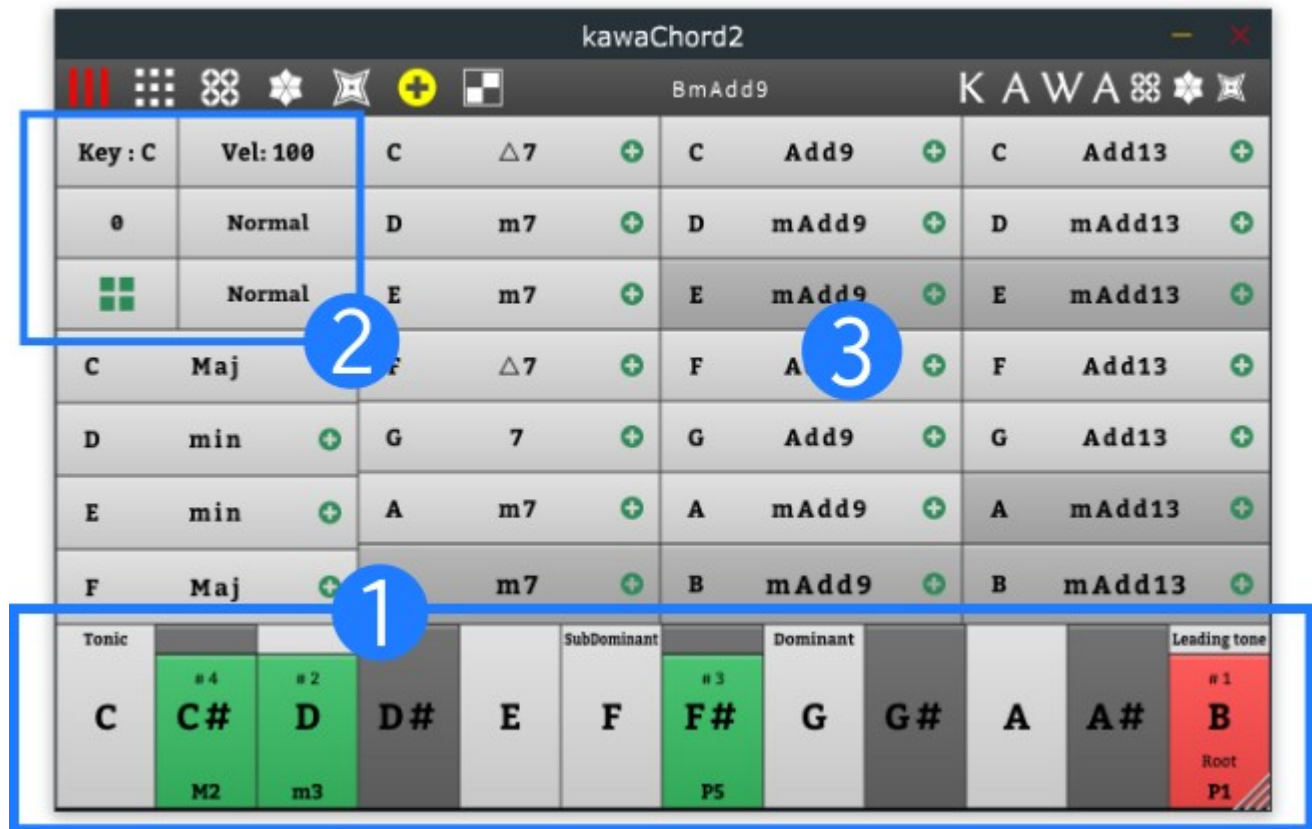 kawaChord2
BmAdd9 KAWA
Key : C Vel: 100 C △7 C Add9 C Add13
0 Normal D m7 D mAdd9 D mAdd13
Normal E m7 E mAdd9 E mAdd13
2 3
C Maj F △7 F F Add13
D min G 7 G Add9 G Add13
E min A m7 A mAdd9 A mAdd13
F Maj m7 B mAdd9 B mAdd13
1
Tonic SubDominant Dominant Leading tone
#4 #2 #3 #1
C C# D D# E F F# G G# A A# B
Root
M2 m3 P5 P1